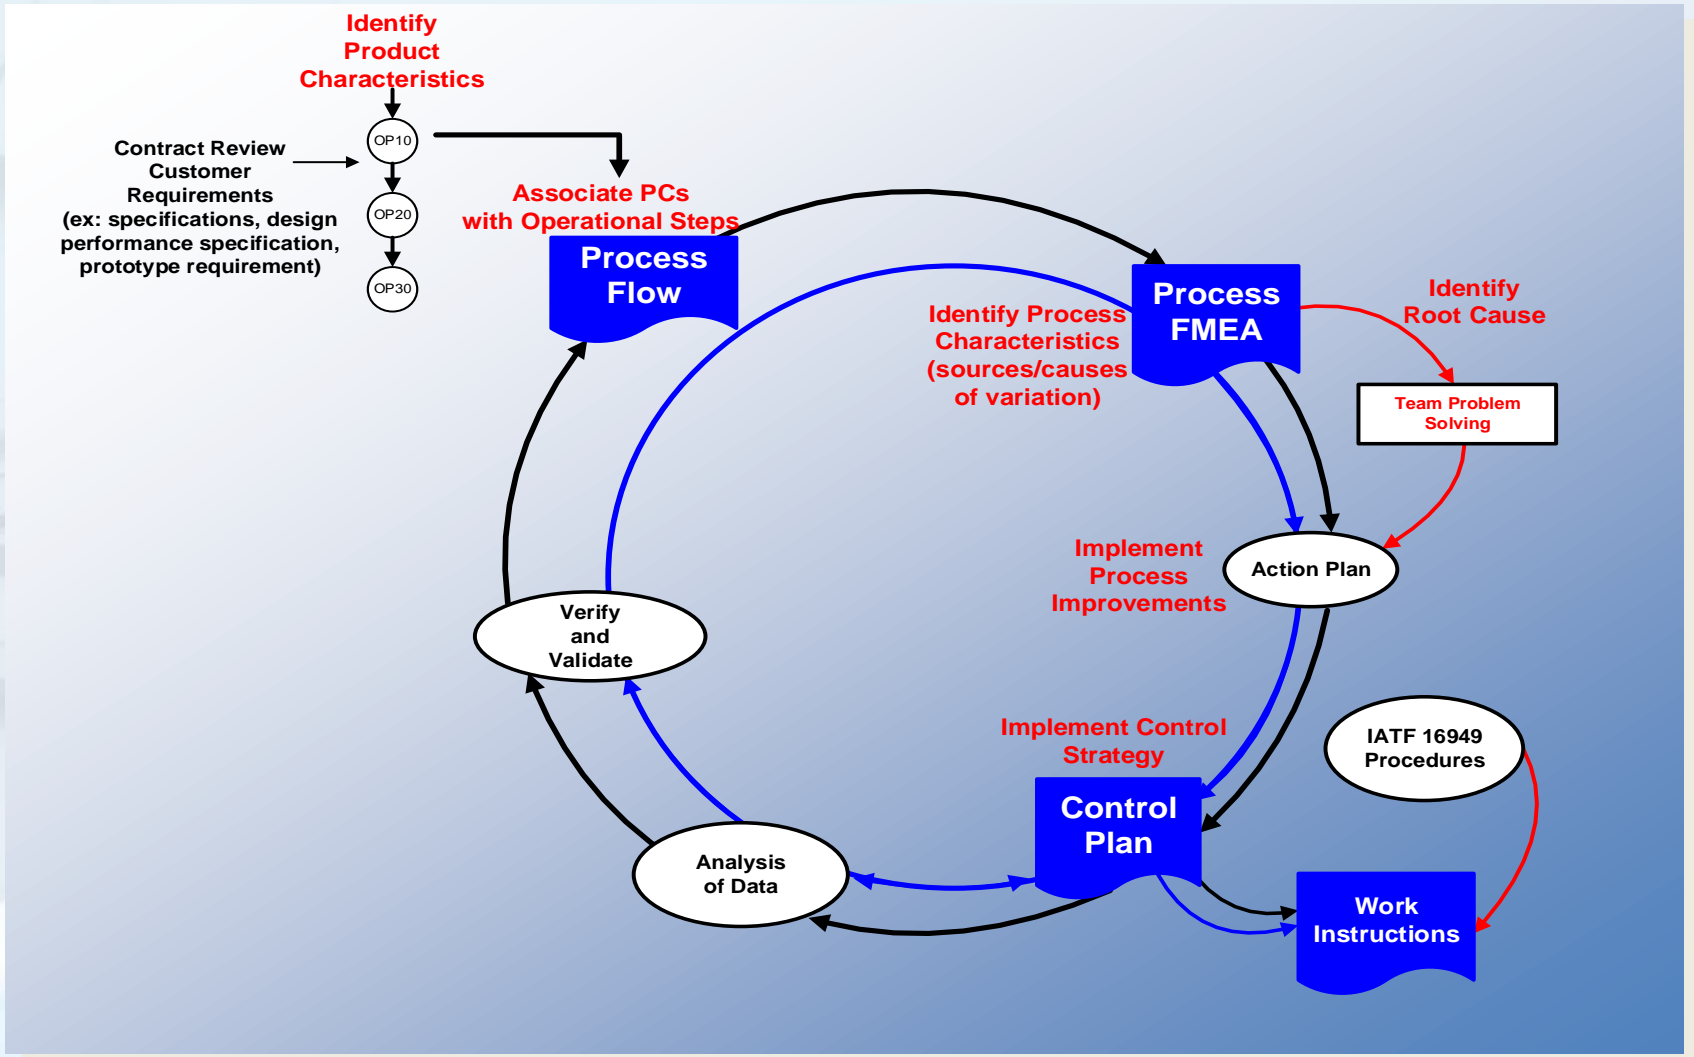 Identify
Product
Characteristics
OP10
Contract Review
Customer
Requirements
(ex: specifications, design
performance specification,
prototype requirement)
OP20
OP30
Associate PCs
with Operational Steps
Process
Flow
Process
FMEA
Identify Process
Characteristics
(sources/causes
of variation)
Identify
Root Cause
Team Problem
Solving
Implement
Process
Improvements
Action Plan
Verify
and
Validate
Implement Control
Strategy
IATF 16949
Procedures
Control
Plan
Analysis
of Data
Work
Instructions